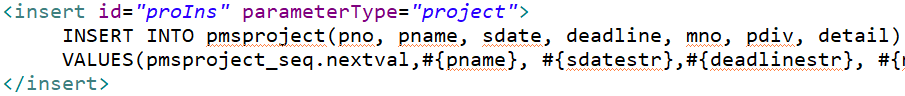 <insert id="proIns" parameterType="project">
INSERT INTO pmsproject(pno, pname, sdate, deadline, mno, pdiv, detail)
VALUES(pmsproject_seq.nextval,#{pname}, #{sdatestr},#{deadlinestr}, #{
</insert>